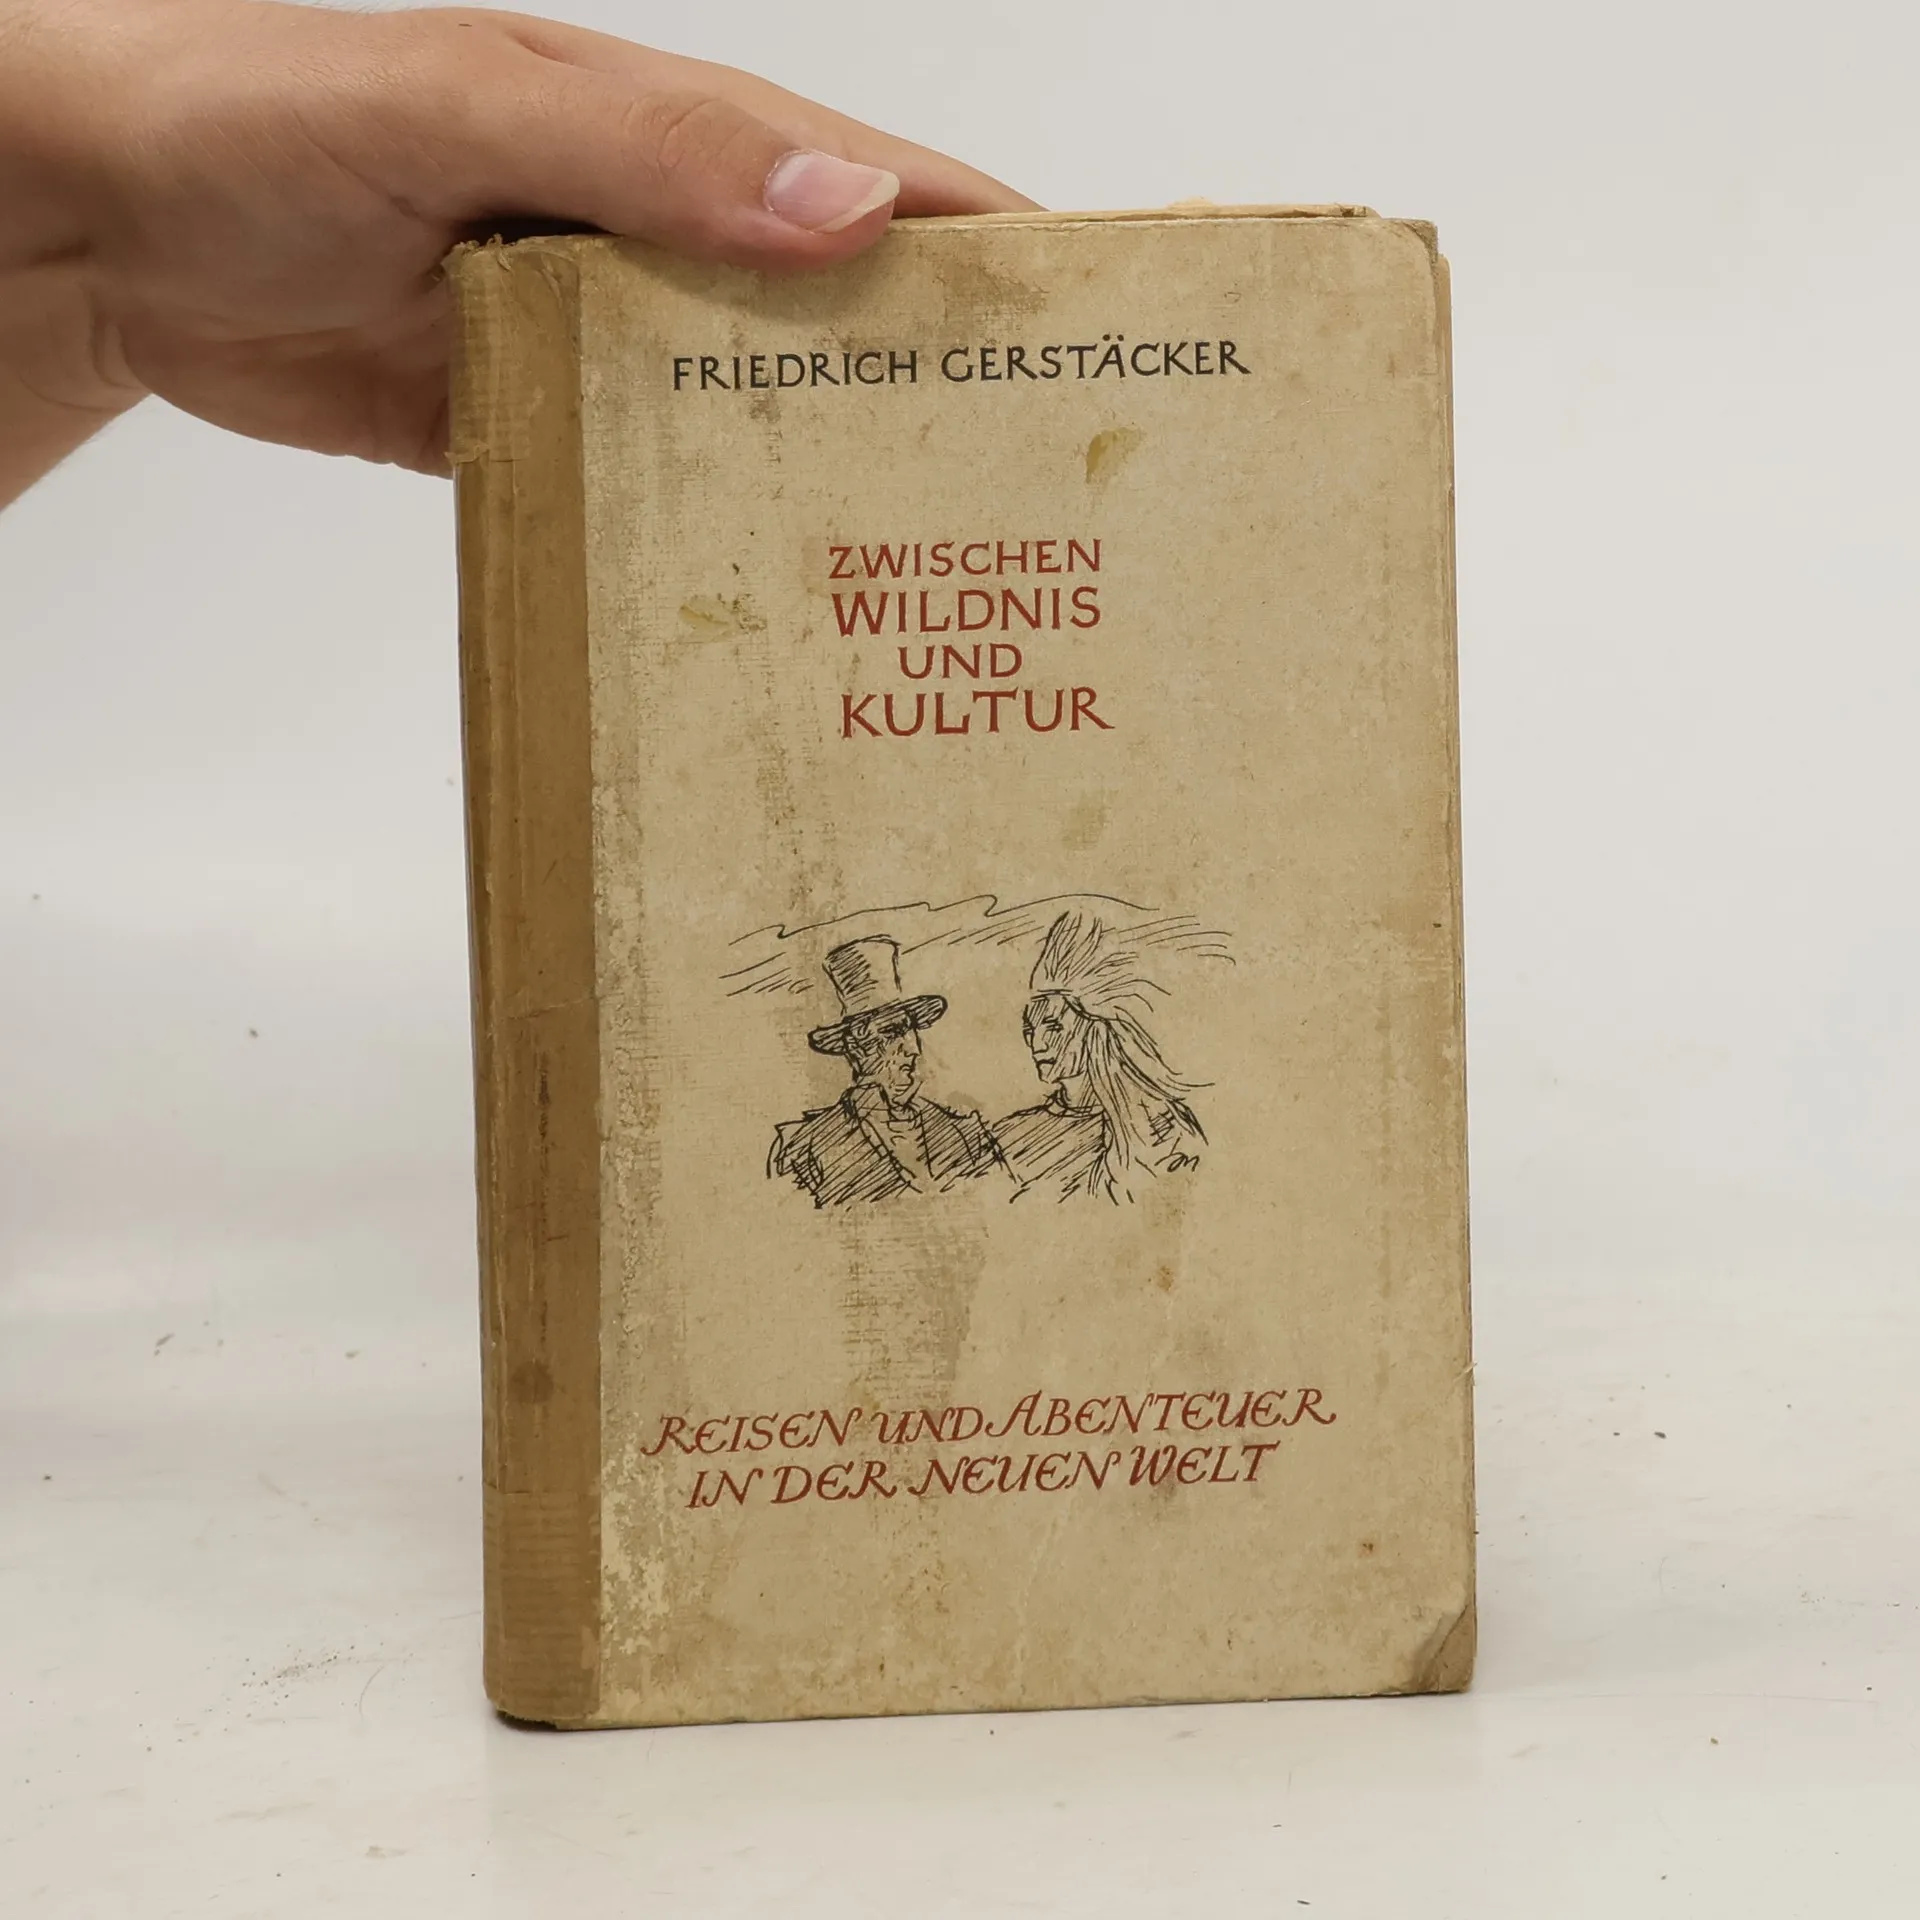 FRIEDRICH GERSTÄCKER
ZWISCHEN
WILDNIS
UND
KULTUR
REISEN UND ABENTEUER
IN DER NEUEN WELT